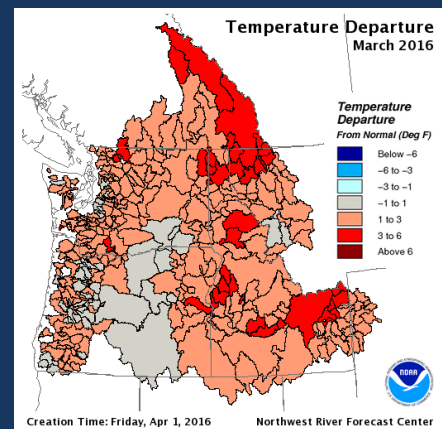 Temperature Departure
March 2016
Temperature
Departure
From Normal (Deg F)
Below -6
-6 to -3
-3 to -1
-1 to 1
1 to 3
3 to 6
Above 6
NOAA
Creation Time: Friday, Apr 1, 2016
Northwest River Forecast Center